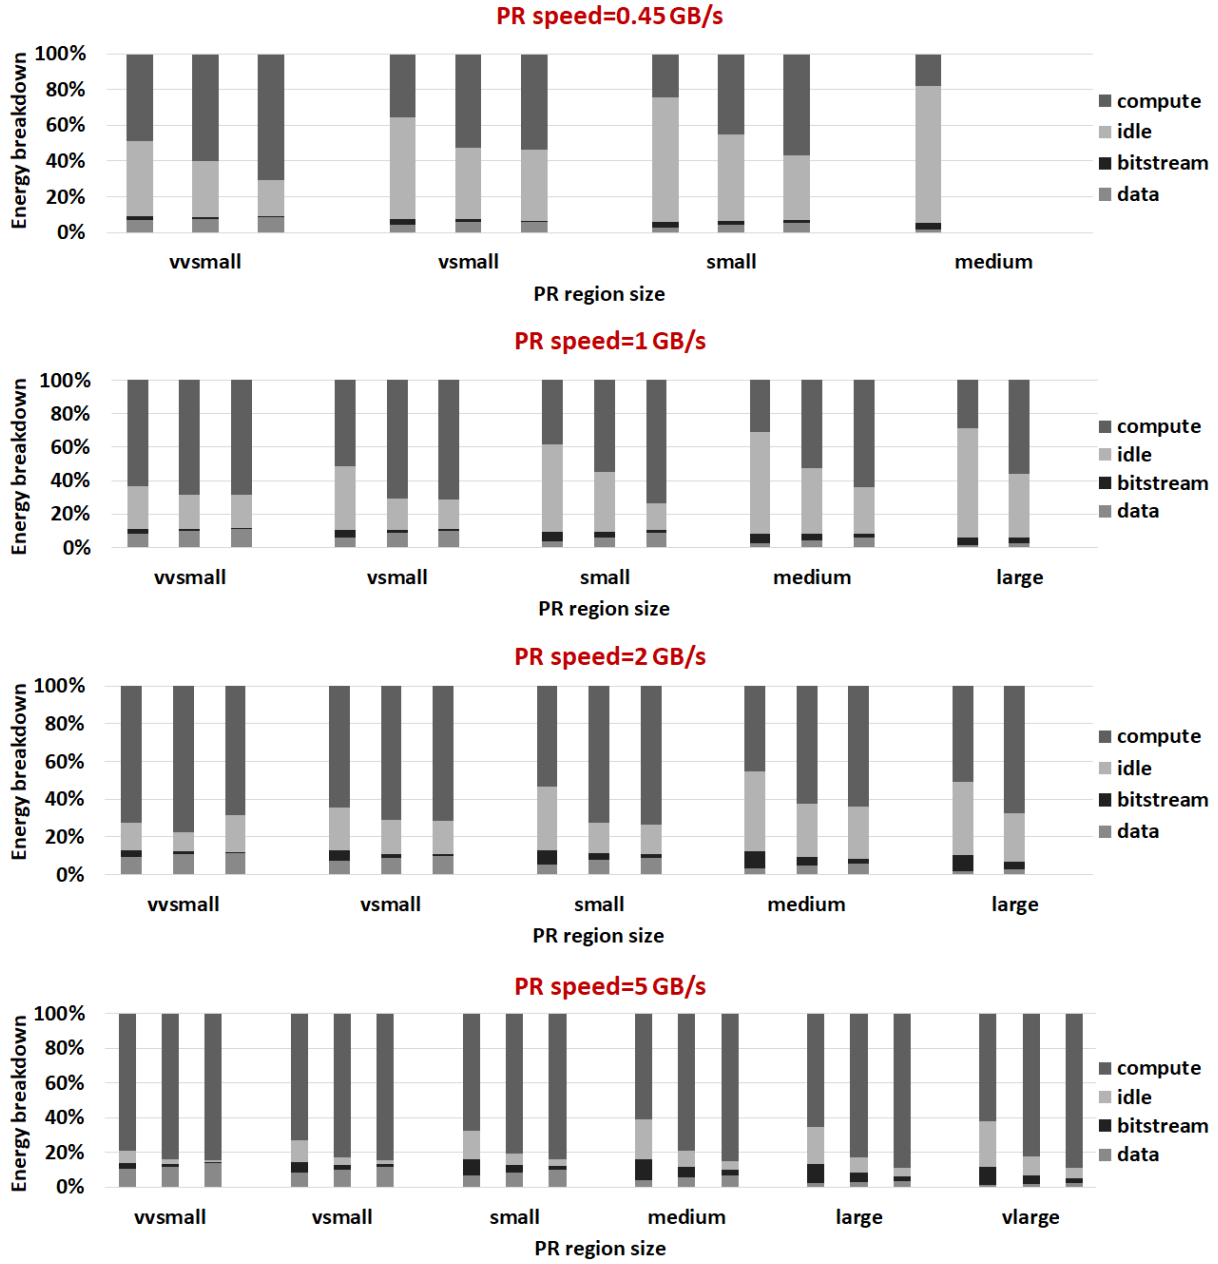 PR speed=0.45 GB/s
Energy breakdown
100%
80%
60%
40%
20%
0%
compute
idle
bitstream
data
vvsmall vsmall small medium
PR region size
PR speed=1 GB/s
Energy breakdown
100%
80%
60%
40%
20%
0%
compute
idle
bitstream
data
vvsmall vsmall small medium large
PR region size
PR speed=2 GB/s
Energy breakdown
100%
80%
60%
40%
20%
0%
compute
idle
bitstream
data
vvsmall vsmall small medium large
PR region size
PR speed=5 GB/s
Energy breakdown
100%
80%
60%
40%
20%
0%
compute
idle
bitstream
data
vvsmall vsmall small medium large vlarge
PR region size